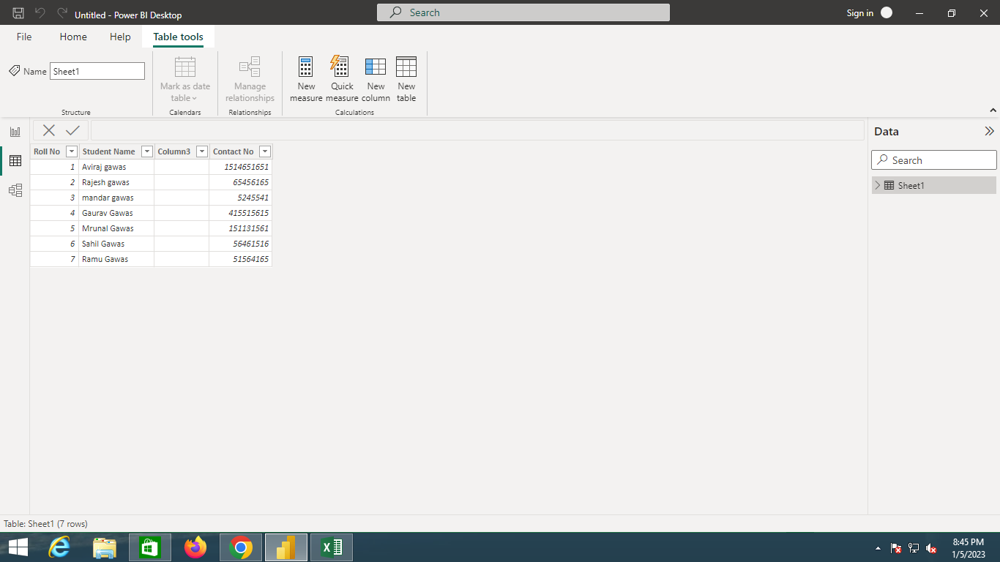 Untitled - Power BI Desktop
Search
Sign in
File
Home
Help
Table tools
Name
Sheet1
Mark as date
table
Manage
relationships
New
measure
Quick
measure
New
column
New
table
Structure
Calendars
Relationships
Calculations
Data
Search
Sheet1
Roll No Student Name Column3 Contact No
1 Aviraj gawas 1514651651
2 Rajesh gawas 65456165
3 mandar gawas 5245541
4 Gaurav Gawas 415515615
5 Mrunal Gawas 151131561
6 Sahil Gawas 56461516
7 Ramu Gawas 51564165
Table: Sheet1 (7 rows)
8:45 PM
1/5/2023